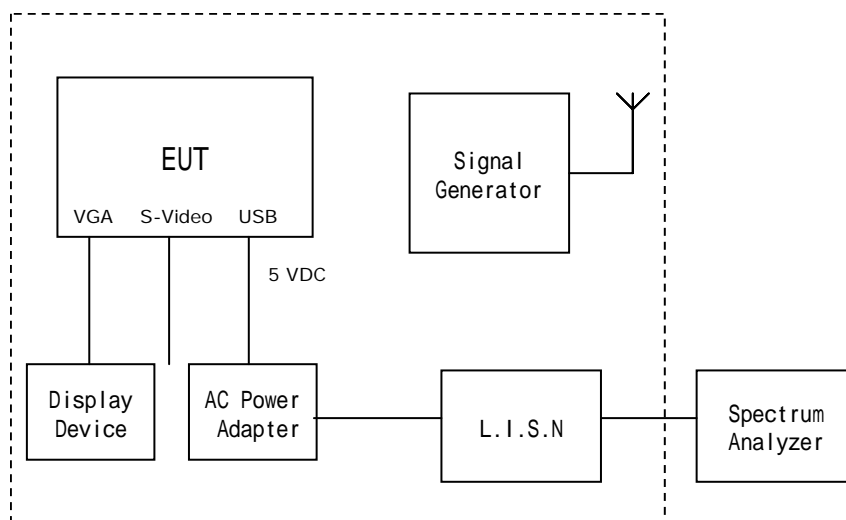 EUT
VGA S-Video USB
5 VDC
Signal
Generator
Display
Device
AC Power
Adapter
L.I.S.N
Spectrum
Analyzer